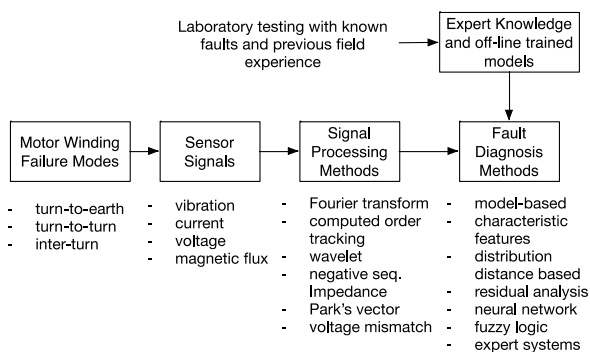 Laboratory testing with known
faults and previous field
experience
Expert Knowledge
and off-line trained
models
Motor Winding
Failure Modes
Sensor
Signals
Signal
Processing
Methods
Fault
Diagnosis
Methods
- turn-to-earth
- turn-to-turn
- inter-turn
- vibration
- current
- voltage
- magnetic flux
- Fourier transform
- computed order
tracking
- wavelet
- negative seq.
Impedance
- Park's vector
- voltage mismatch
- model-based
- characteristic
features
- distribution
distance based
- residual analysis
- neural network
- fuzzy logic
- expert systems